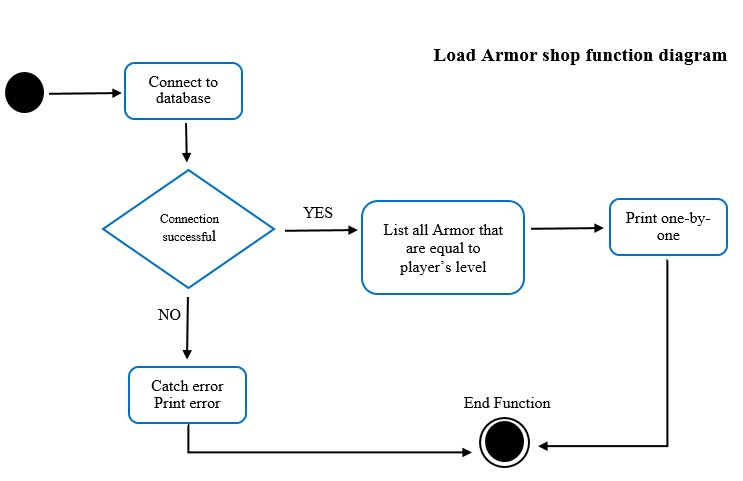 Load Armor shop function diagram
Connect to
database
Connection
successful
YES
List all Armor that
are equal to
player’s level
Print one-by-
one
NO
Catch error
Print error
End Function